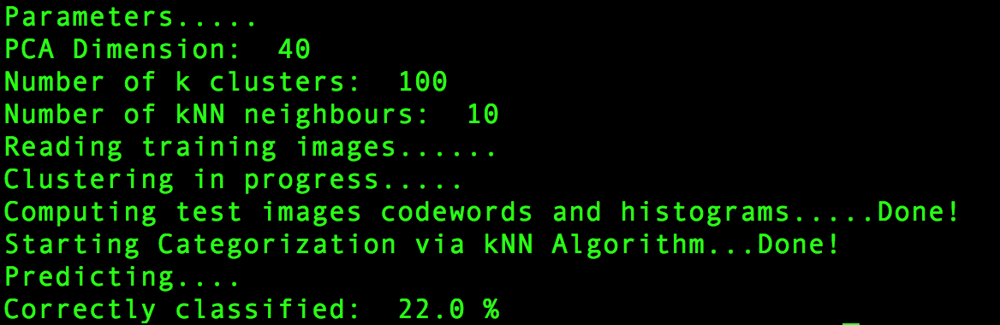 Parameters.....
PCA Dimension:  40
Number of k clusters:  100
Number of kNN neighbours:  10
Reading training images......
Clustering in progress.....
Computing test images codewords and histograms.....Done!
Starting Categorization via kNN Algorithm...Done!
Predicting....
Correctly classified:  22.0 %